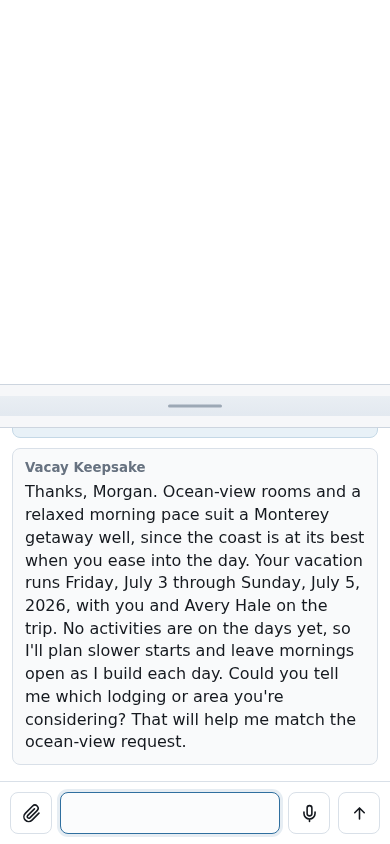 Vacay Keepsake
Thanks, Morgan. Ocean-view rooms and a
relaxed morning pace suit a Monterey
getaway well, since the coast is at its best
when you ease into the day. Your vacation
runs Friday, July 3 through Sunday, July 5,
2026, with you and Avery Hale on the
trip. No activities are on the days yet, so
I'll plan slower starts and leave mornings
open as I build each day. Could you tell
me which lodging or area you're
considering? That will help me match the
ocean-view request.